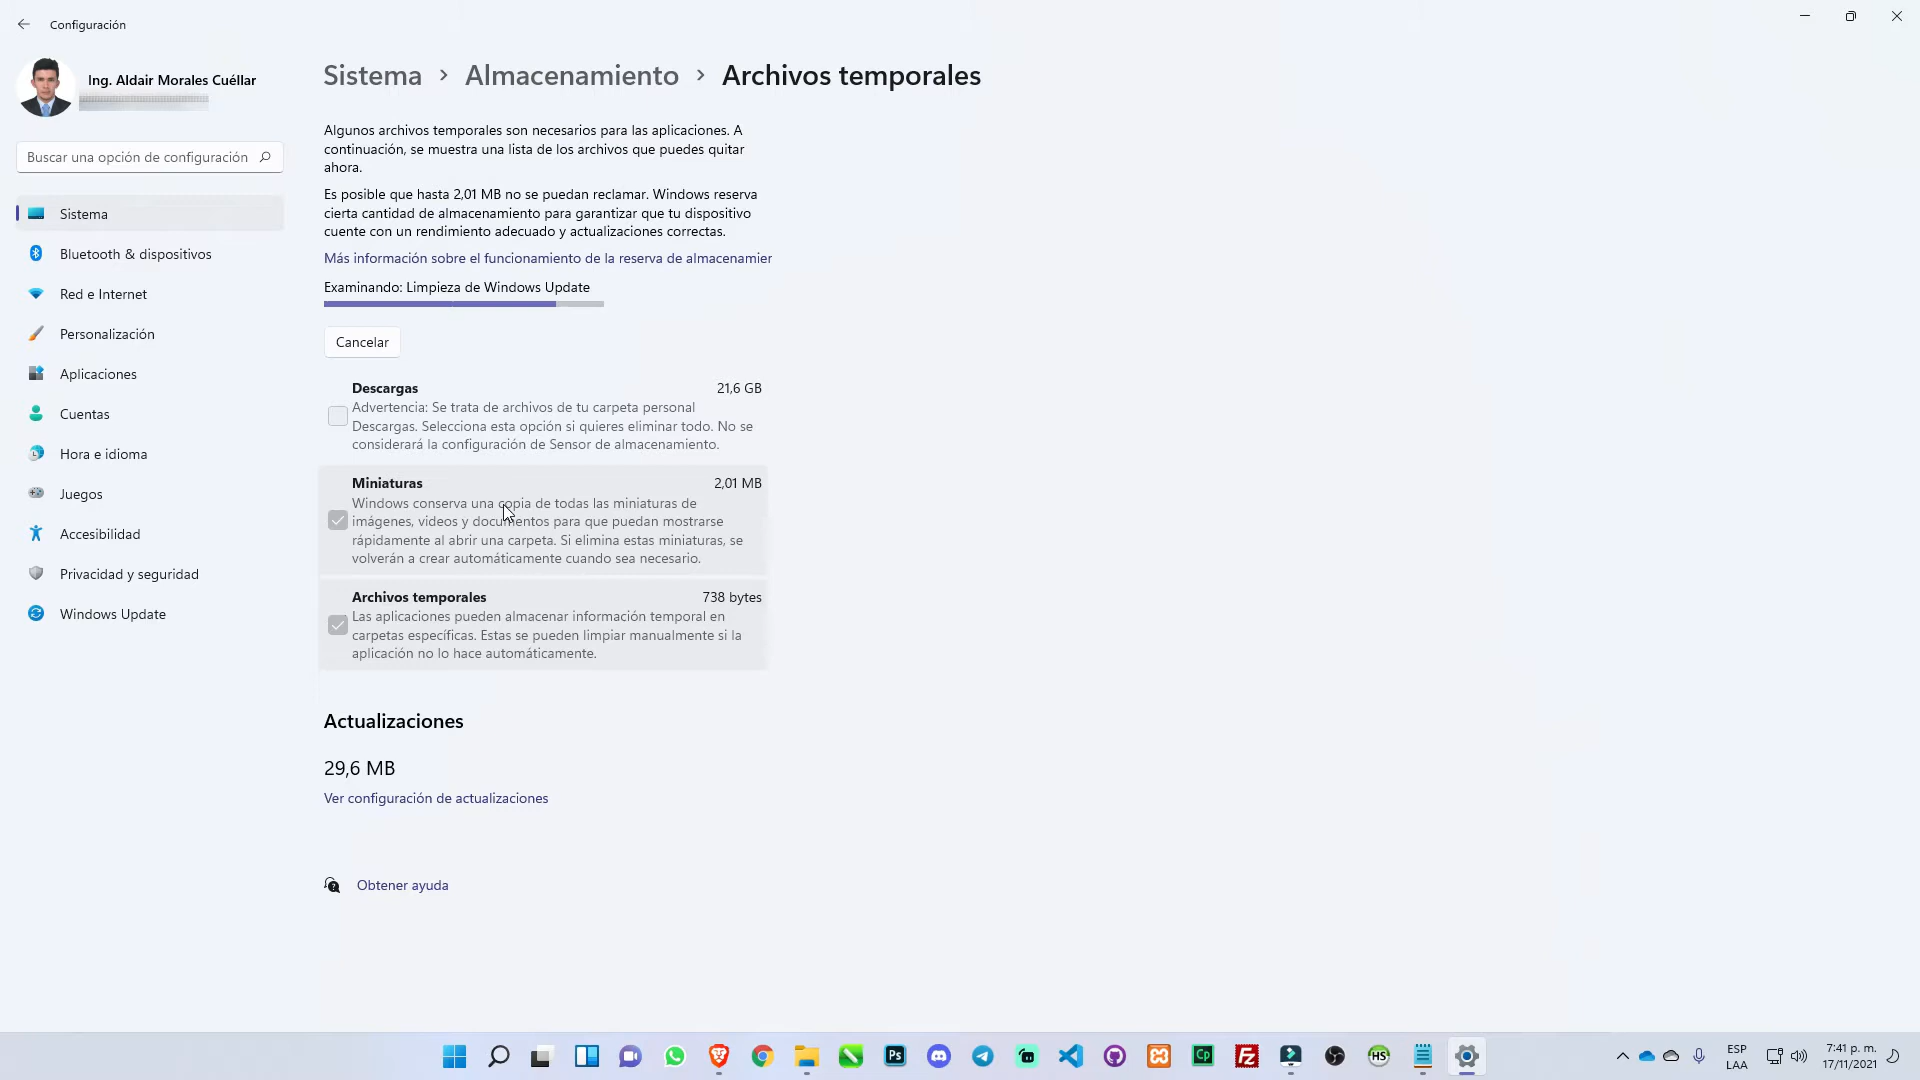 Configuración
Ing. Aldair Morales Cuéllar
Buscar una opción de configuración
Sistema
Bluetooth & dispositivos
Red e Internet
Personalización
Aplicaciones
Cuentas
Hora e idioma
Juegos
Accesibilidad
Privacidad y seguridad
Windows Update
Sistema > Almacenamiento > Archivos temporales
Algunos archivos temporales son necesarios para las aplicaciones. A
continuación, se muestra una lista de los archivos que puedes quitar
ahora.
Es posible que hasta 2,01 MB no se puedan reclamar. Windows reserva
cierta cantidad de almacenamiento para garantizar que tu dispositivo
cuente con un rendimiento adecuado y actualizaciones correctas.
Más información sobre el funcionamiento de la reserva de almacenamier
Examinando: Limpieza de Windows Update
Cancelar
Descargas 21,6 GB
Advertencia: Se trata de archivos de tu carpeta personal
Descargas. Selecciona esta opción si quieres eliminar todo. No se
considerará la configuración de Sensor de almacenamiento.
Miniaturas 2,01 MB
Windows conserva una copia de todas las miniaturas de
imágenes, videos y documentos para que puedan mostrarse
rápidamente al abrir una carpeta. Si elimina estas miniaturas, se
volverán a crear automáticamente cuando sea necesario.
Archivos temporales 738 bytes
Las aplicaciones pueden almacenar información temporal en
carpetas específicas. Estas se pueden limpiar manualmente si la
aplicación no lo hace automáticamente.
Actualizaciones
29,6 MB
Ver configuración de actualizaciones
Obtener ayuda
Ps
Cp
Fz
HS
ESP
LAA
7:41 p. m.
17/11/2021